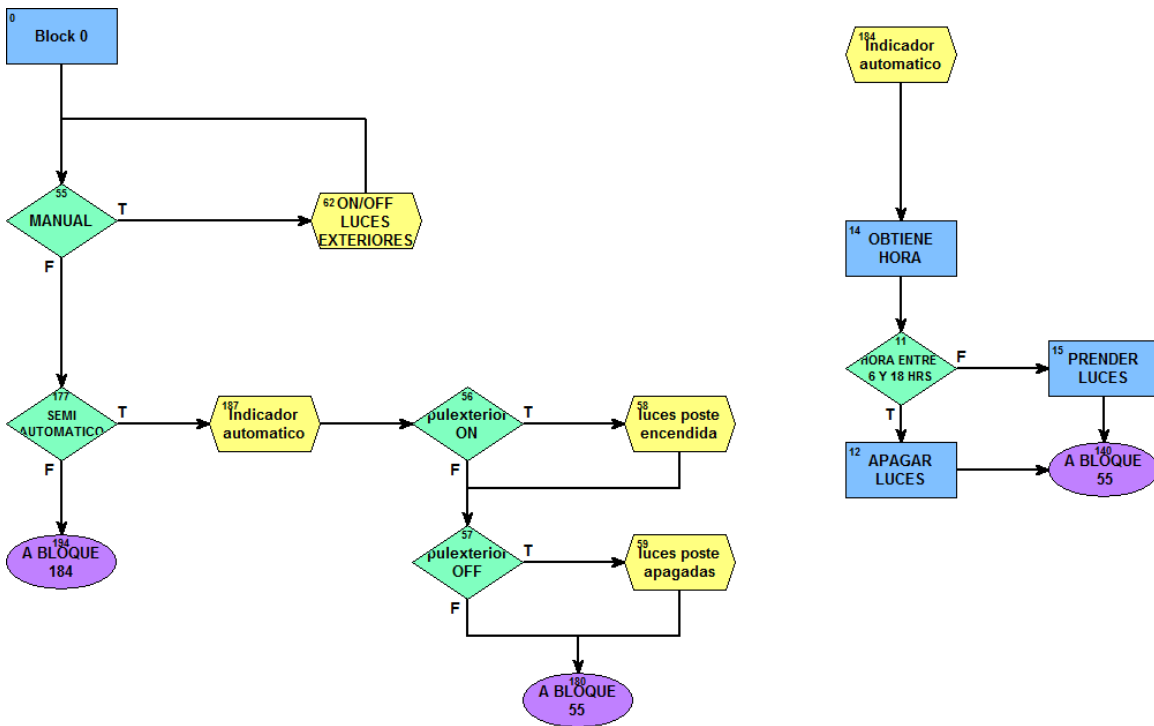 0
Block 0
55
MANUAL
T
F
62 ON/OFF
LUCES
EXTERIORES
177
SEMI
AUTOMATICO
T
F
187
Indicador
automatico
56
pulexterior
ON
T
F
58
luces poste
encendida
57
pulexterior
OFF
T
F
59
luces poste
apagadas
194
A BLOQUE
184
180
A BLOQUE
55
184
Indicador
automatico
14
OBTIENE
HORA
11
HORA ENTRE
6 Y 18 HRS
F
T
15
PRENDER
LUCES
12
APAGAR
LUCES
140
A BLOQUE
55